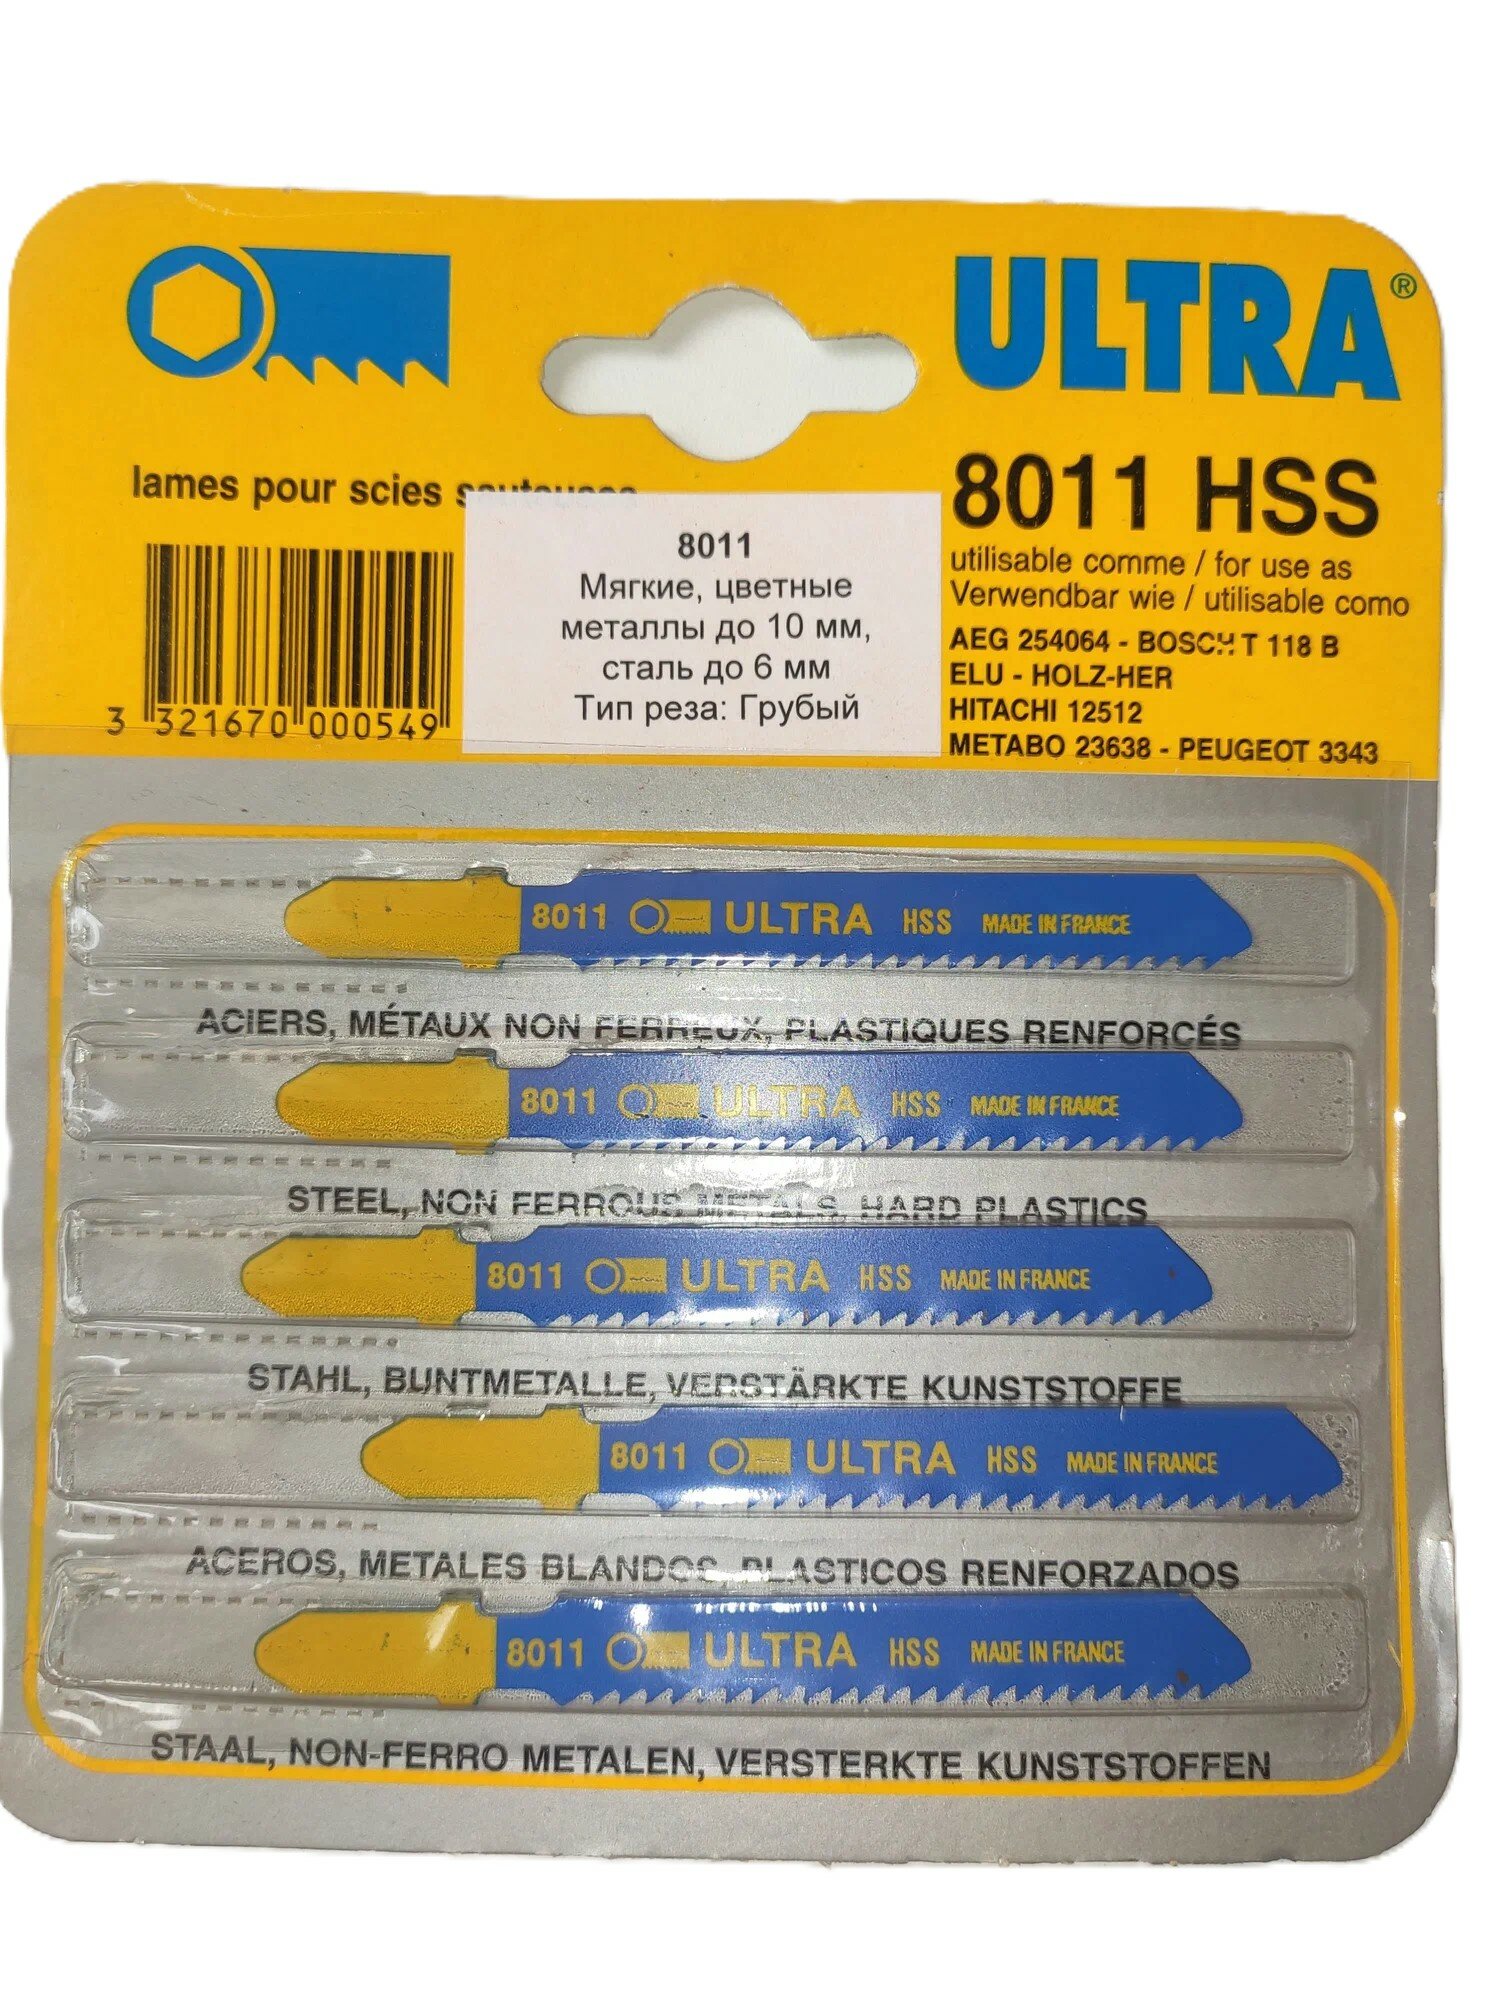 ULTRA®
8011 HSS
lames pour scies sauteuses
utilisable comme / for use as
Verwendbar wie / utilisable como
AEG 254064 - BOSCH T 118 B
ELU - HOLZ-HER
HITACHI 12512
METABO 23638 - PEUGEOT 3343
8011
Мягкие, цветные
металлы до 10 мм,
сталь до 6 мм
Тип реза: Грубый
3 321670 000549
8011 ULTRA HSS MADE IN FRANCE
ACIERS, MÉTAUX NON FERREUX, PLASTIQUES RENFORCÉS
8011 ULTRA HSS MADE IN FRANCE
STEEL, NON FERROUS METALS, HARD PLASTICS
8011 ULTRA HSS MADE IN FRANCE
STAHL, BUNTMETALLE, VERSTÄRKTE KUNSTSTOFFE
8011 ULTRA HSS MADE IN FRANCE
ACEROS, METALES BLANDOS, PLASTICOS RENFORZADOS
8011 ULTRA HSS MADE IN FRANCE
STAAL, NON-FERRO METALEN, VERSTERKTE KUNSTSTOFFEN